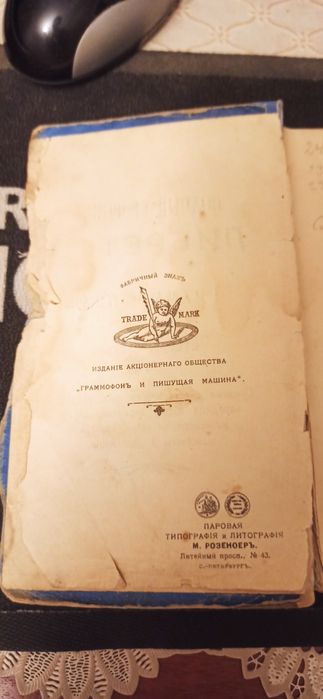 ФАБРИЧНЫЙ ЗНАКЪ
TRADE MARK
ИЗДАНІЕ АКЦІОНЕРНАГО ОБЩЕСТВА
„ГРАММОФОНЪ И ПИШУЩАЯ МАШИНА".
ПАРОВАЯ
ТИПОГРАФІЯ и ЛИТОГРАФІЯ
М. РОЗЕНОЕРЪ.
Литейный просп., № 43.
С.-ПЕТЕРБУРГЪ.